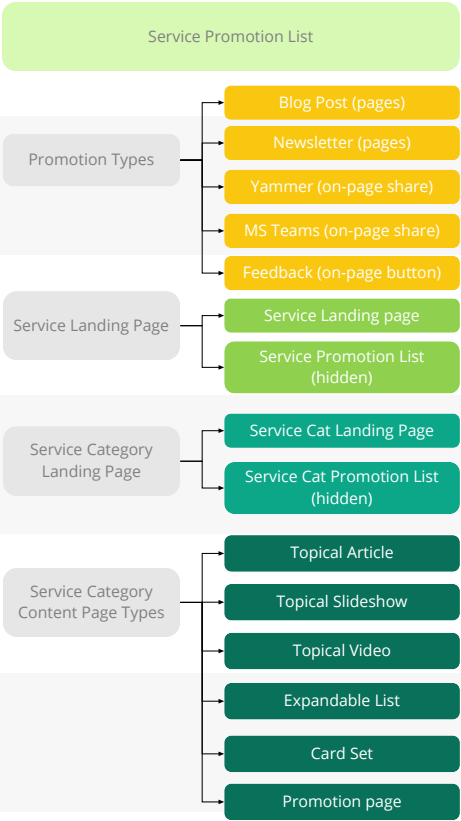 Service Promotion List
Promotion Types
Blog Post (pages)
Newsletter (pages)
Yammer (on-page share)
MS Teams (on-page share)
Feedback (on-page button)
Service Landing Page
Service Landing page
Service Promotion List
(hidden)
Service Category
Landing Page
Service Cat Landing Page
Service Cat Promotion List
(hidden)
Service Category
Content Page Types
Topical Article
Topical Slideshow
Topical Video
Expandable List
Card Set
Promotion page